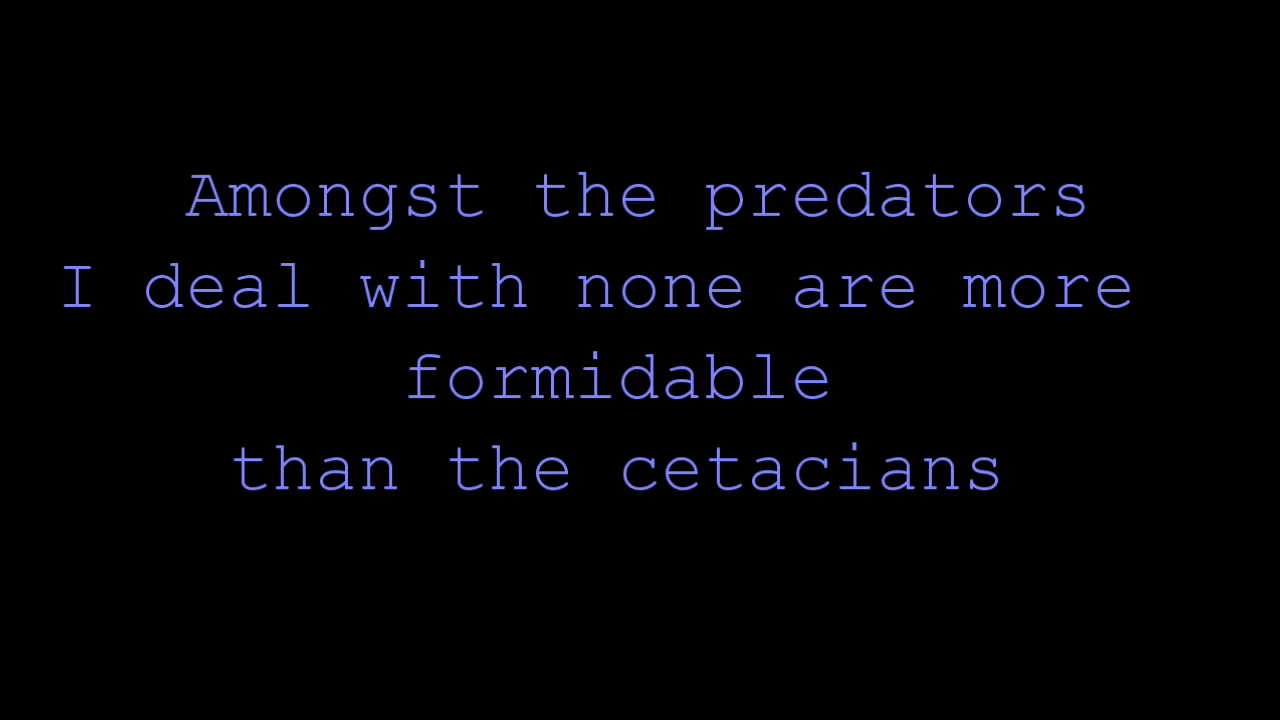 Amongst the predators
I deal with none are more
formidable
than the cetacians